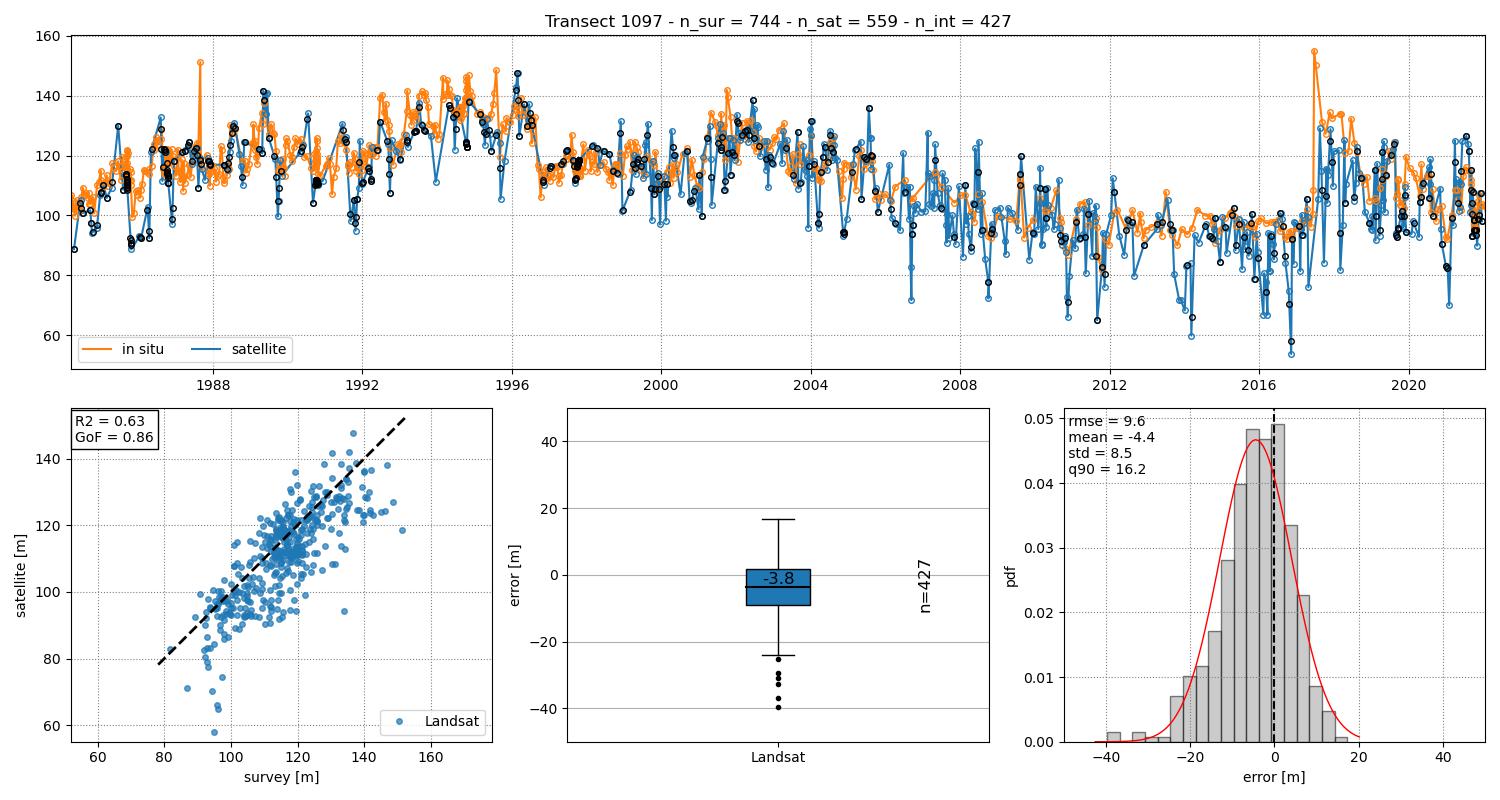 Transect 1097 - n_sur = 744 - n_sat = 559 - n_int = 427
160
140
120
100
80
60
in situ
satellite
1988
1992
1996
2000
2004
2008
2012
2016
2020
R2 = 0.63
GoF = 0.86
satellite [m]
140
120
100
80
60
Landsat
60
80
100
120
140
160
survey [m]
error [m]
40
20
0
−20
−40
-3.8
n=427
Landsat
pdf
0.05
0.04
0.03
0.02
0.01
0.00
rmse = 9.6
mean = -4.4
std = 8.5
q90 = 16.2
−40
−20
0
20
40
error [m]